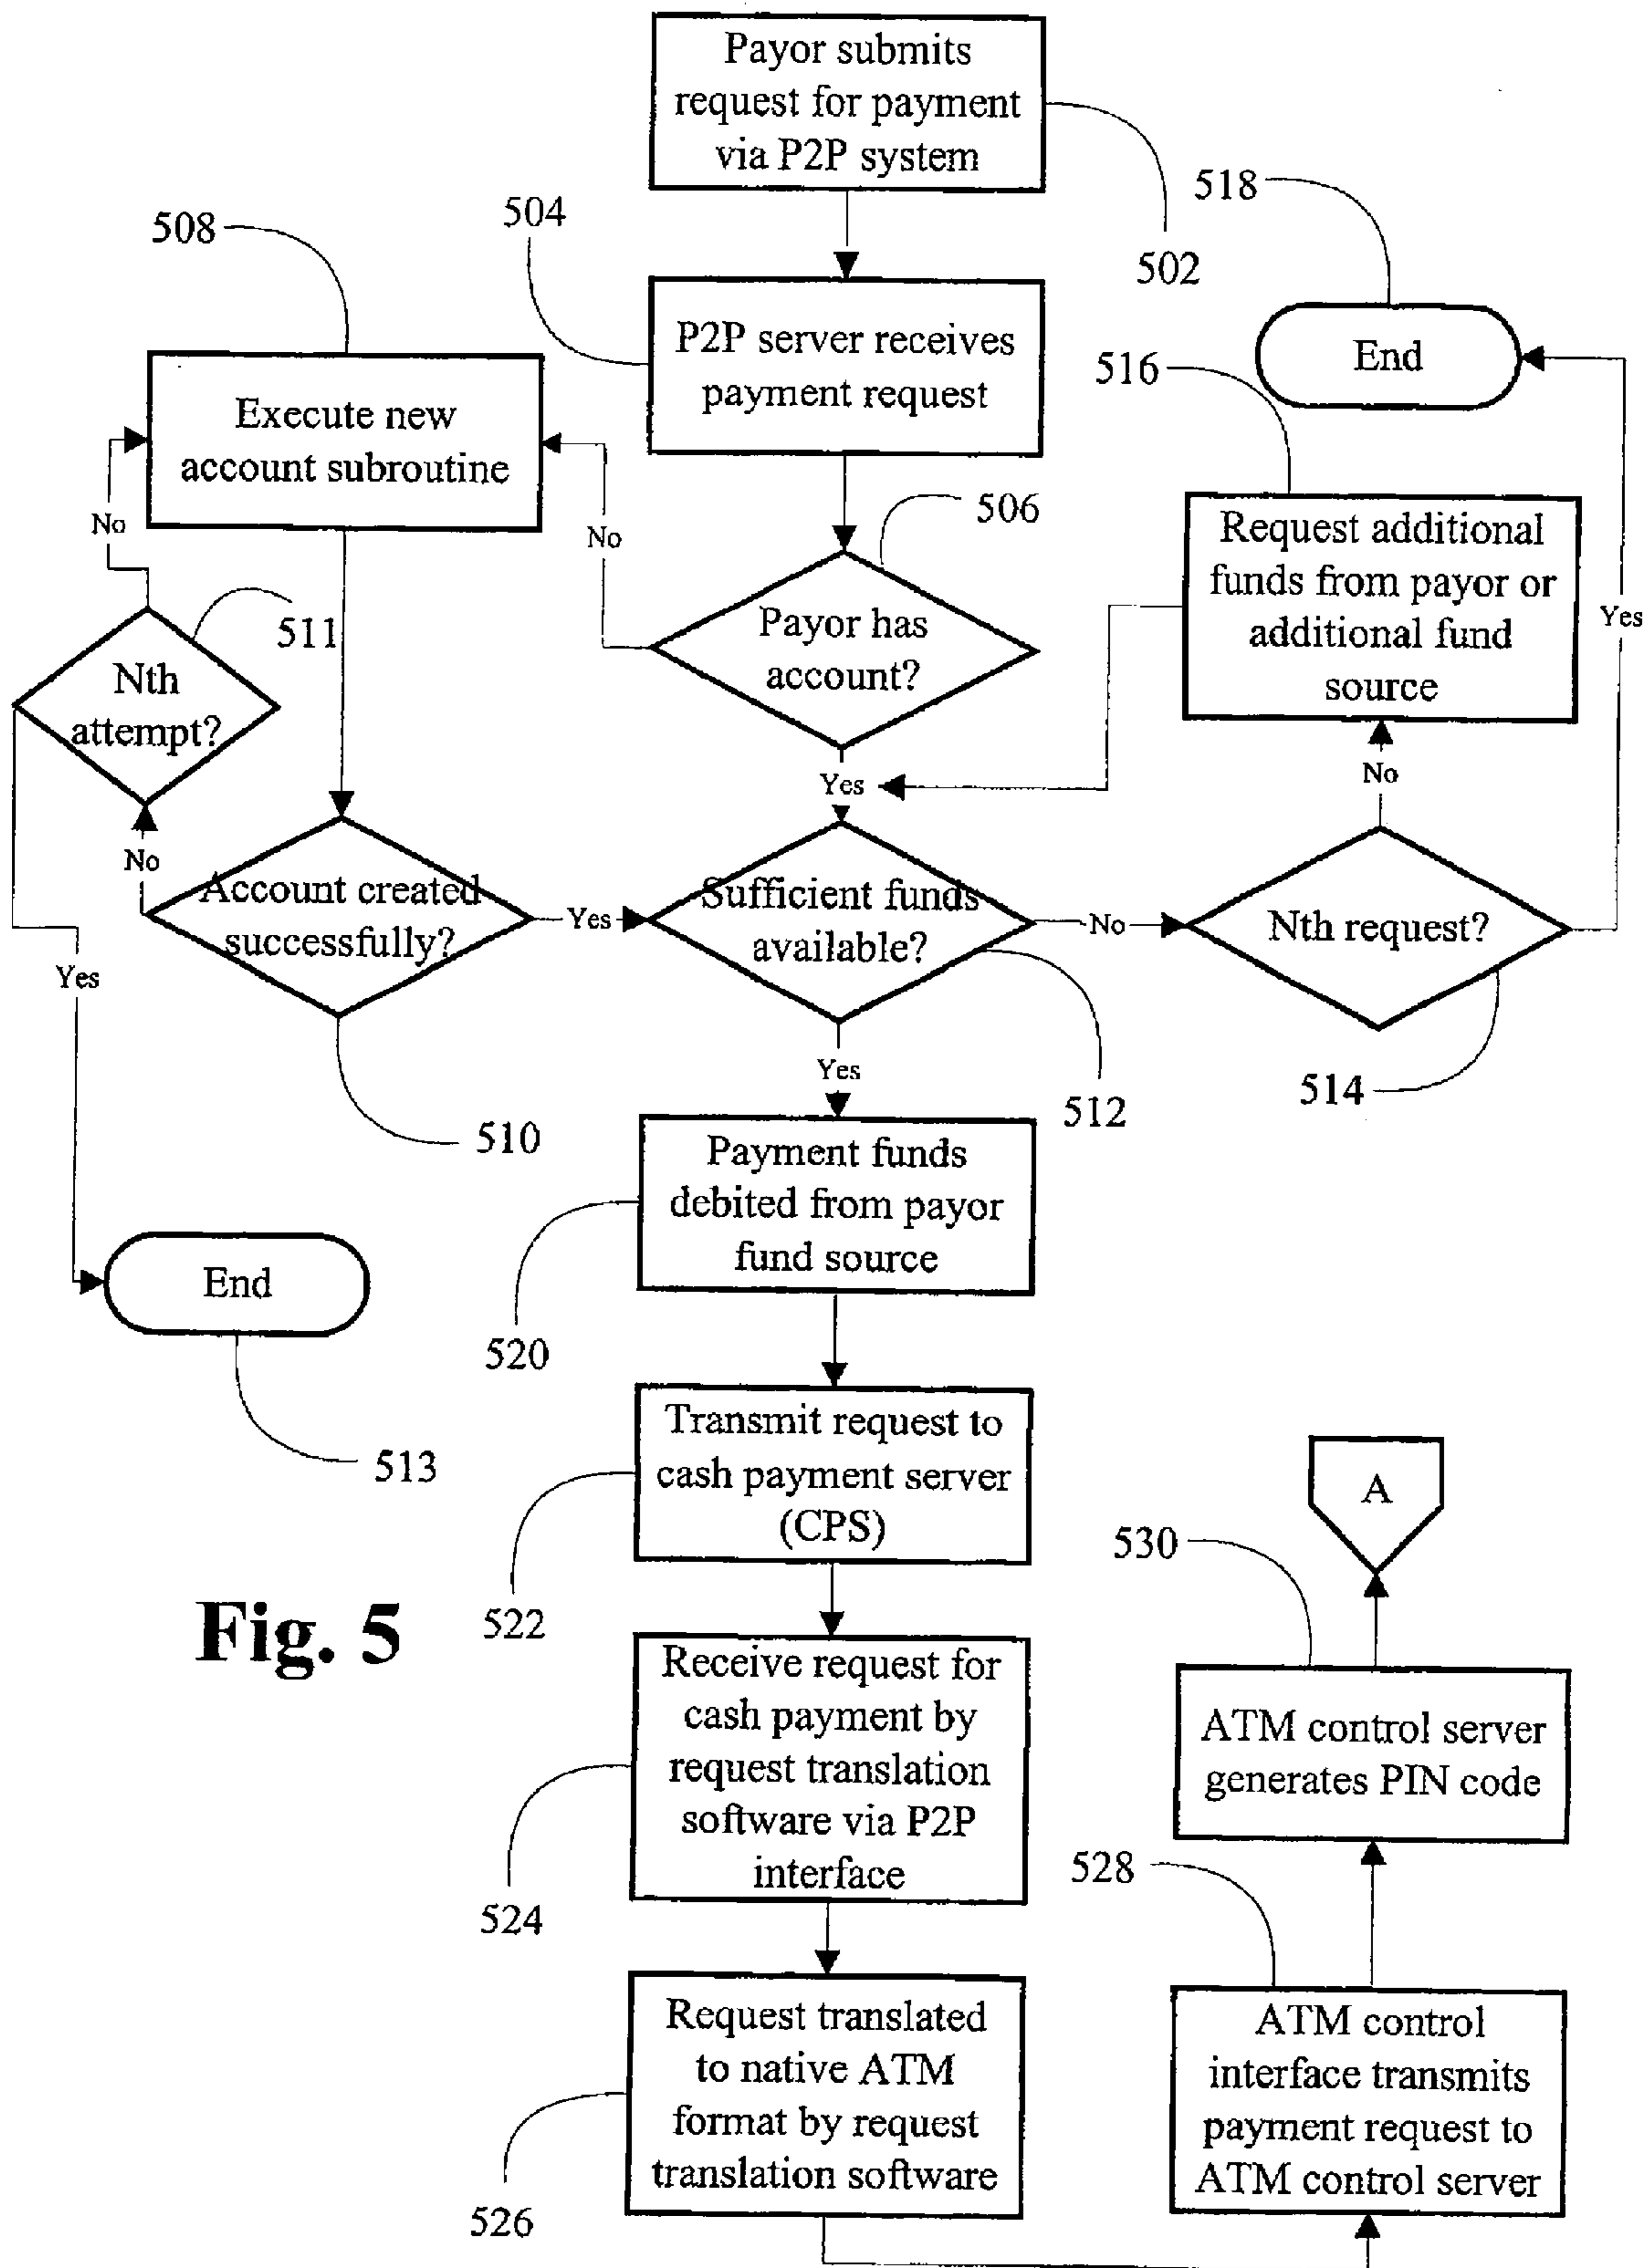 Payor submits
request for payment
via P2P system
502
518
504
508
P2P server receives
payment request
End
516
Execute new
account subroutine
506
No
No
Request additional
funds from payor or
additional fund
source
Yes
511
Payor has
account?
Nth
attempt?
Yes
No
No
Account created
successfully?
Yes
Sufficient funds
available?
No
Nth request?
Yes
Yes
512
514
510
Payment funds
debited from payor
fund source
End
520
513
Transmit request to
cash payment server
(CPS)
A
530
522
Fig. 5
Receive request for
cash payment by
request translation
software via P2P
interface
ATM control server
generates PIN code
528
524
Request translated
to native ATM
format by request
translation software
ATM control
interface transmits
payment request to
ATM control server
526